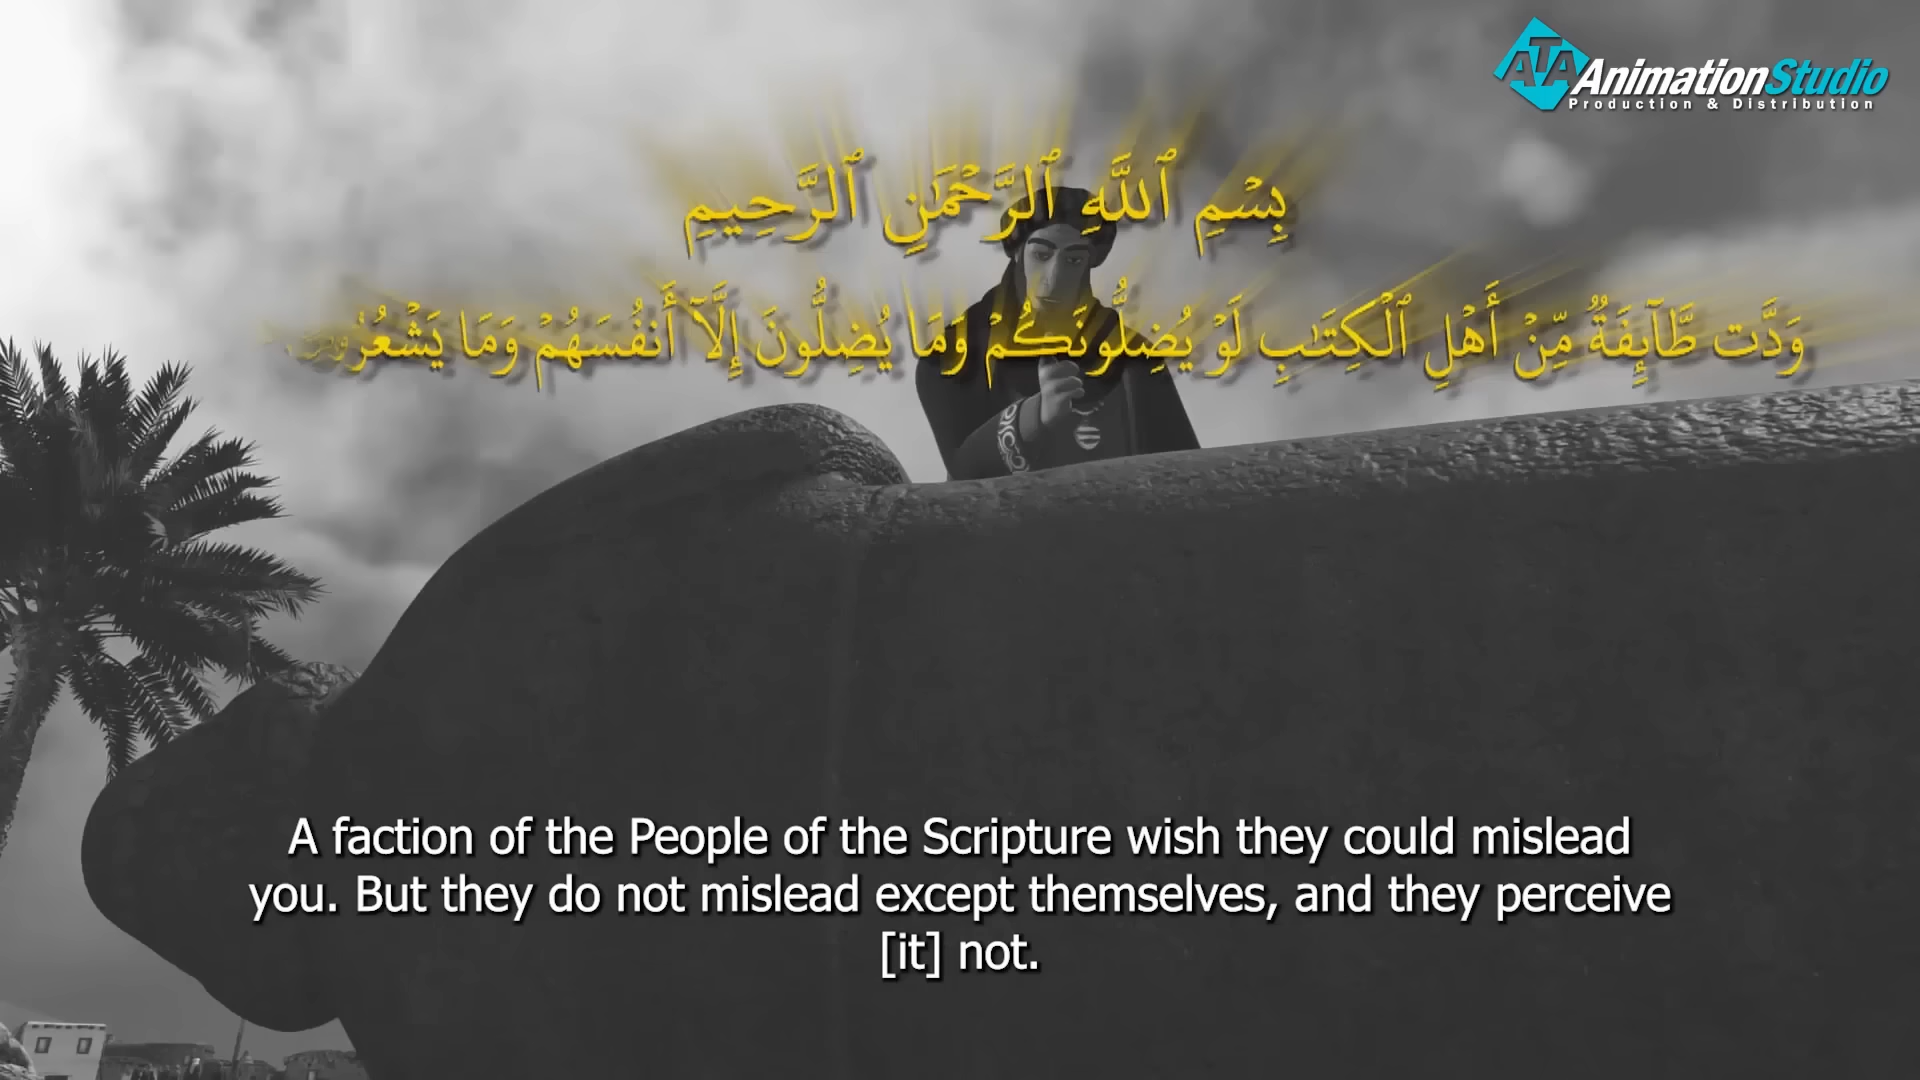 ATA AnimationStudio
Production & Distribution
بِسْمِ ٱللَّهِ ٱلرَّحْمَٰنِ ٱلرَّحِيمِ
وَدَّت طَّآئِفَةٌ مِّنْ أَهْلِ ٱلْكِتَٰبِ لَوْ يُضِلُّونَكُمْ وَمَا يُضِلُّونَ إِلَّآ أَنفُسَهُمْ وَمَا يَشْعُرُونَ
A faction of the People of the Scripture wish they could mislead
you. But they do not mislead except themselves, and they perceive
[it] not.